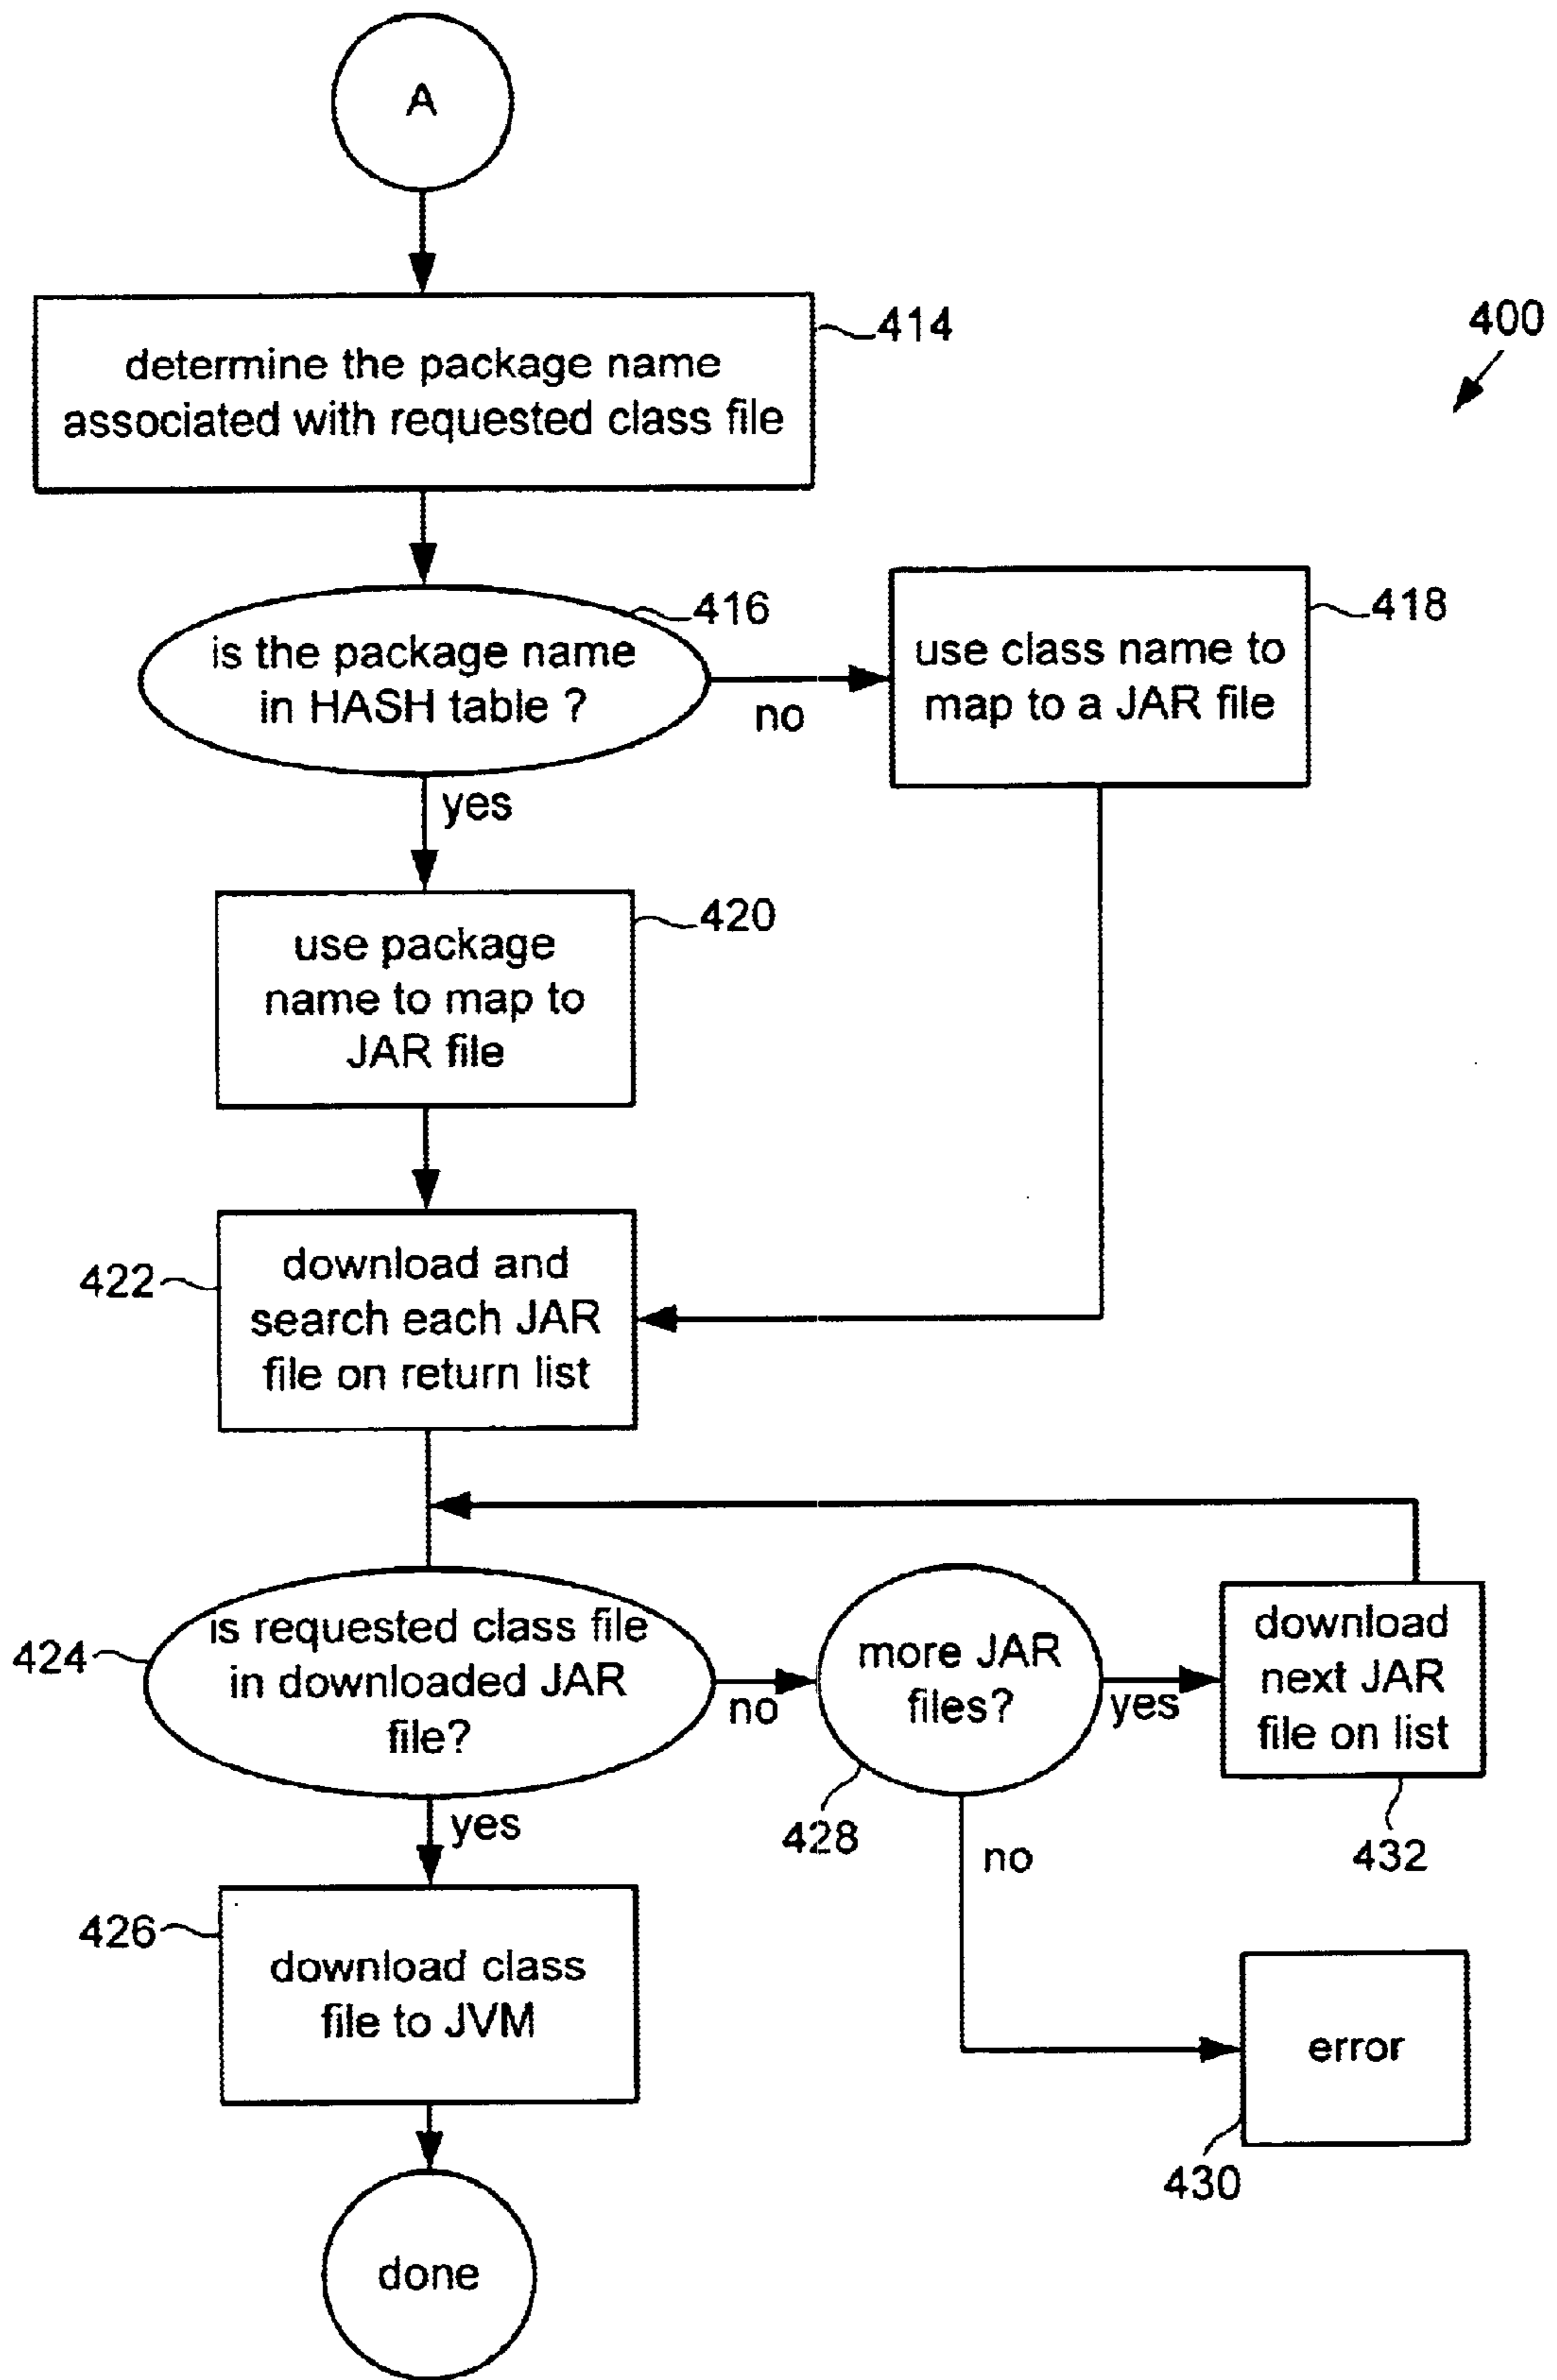 A
determine the package name
associated with requested class file
414
400
is the package name
in HASH table ?
416
no
use class name to
map to a JAR file
418
yes
use package
name to map to
JAR file
420
422
download and
search each JAR
file on return list
424
is requested class file
in downloaded JAR
file?
no
more JAR
files?
428
yes
download
next JAR
file on list
432
yes
no
426
download class
file to JVM
error
430
done